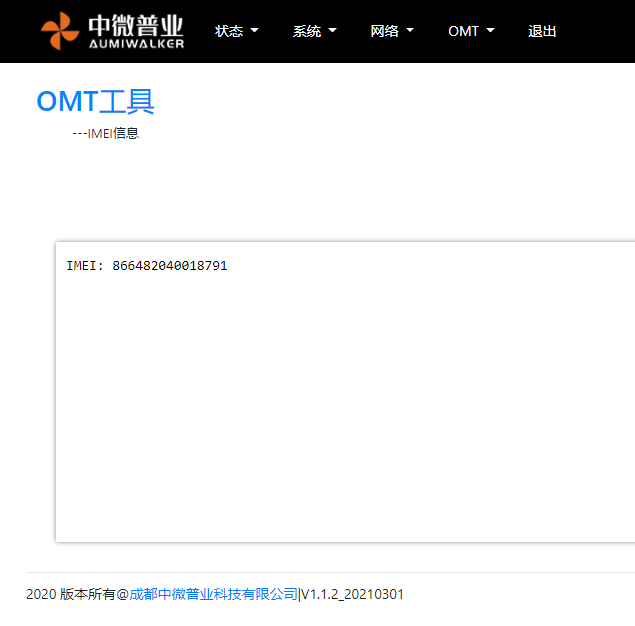 中微普业
AUMIWALKER
状态 系统 网络 OMT 退出
OMT工具
---IMEI信息
IMEI: 866482040018791
2020 版本所有@成都中微普业科技有限公司|V1.1.2_20210301